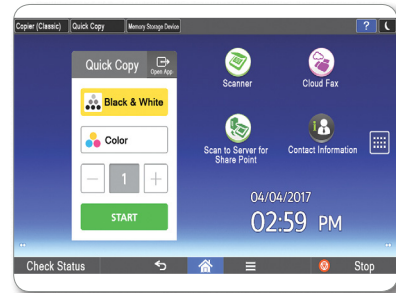 Copier (Classic)
Quick Copy
Memory Storage Device
?
Quick Copy
Open App
Black & White
Color
1
START
Scanner
Cloud Fax
Scan to Server for
Share Point
Contact Information
04/04/2017
02:59 PM
Check Status
Stop